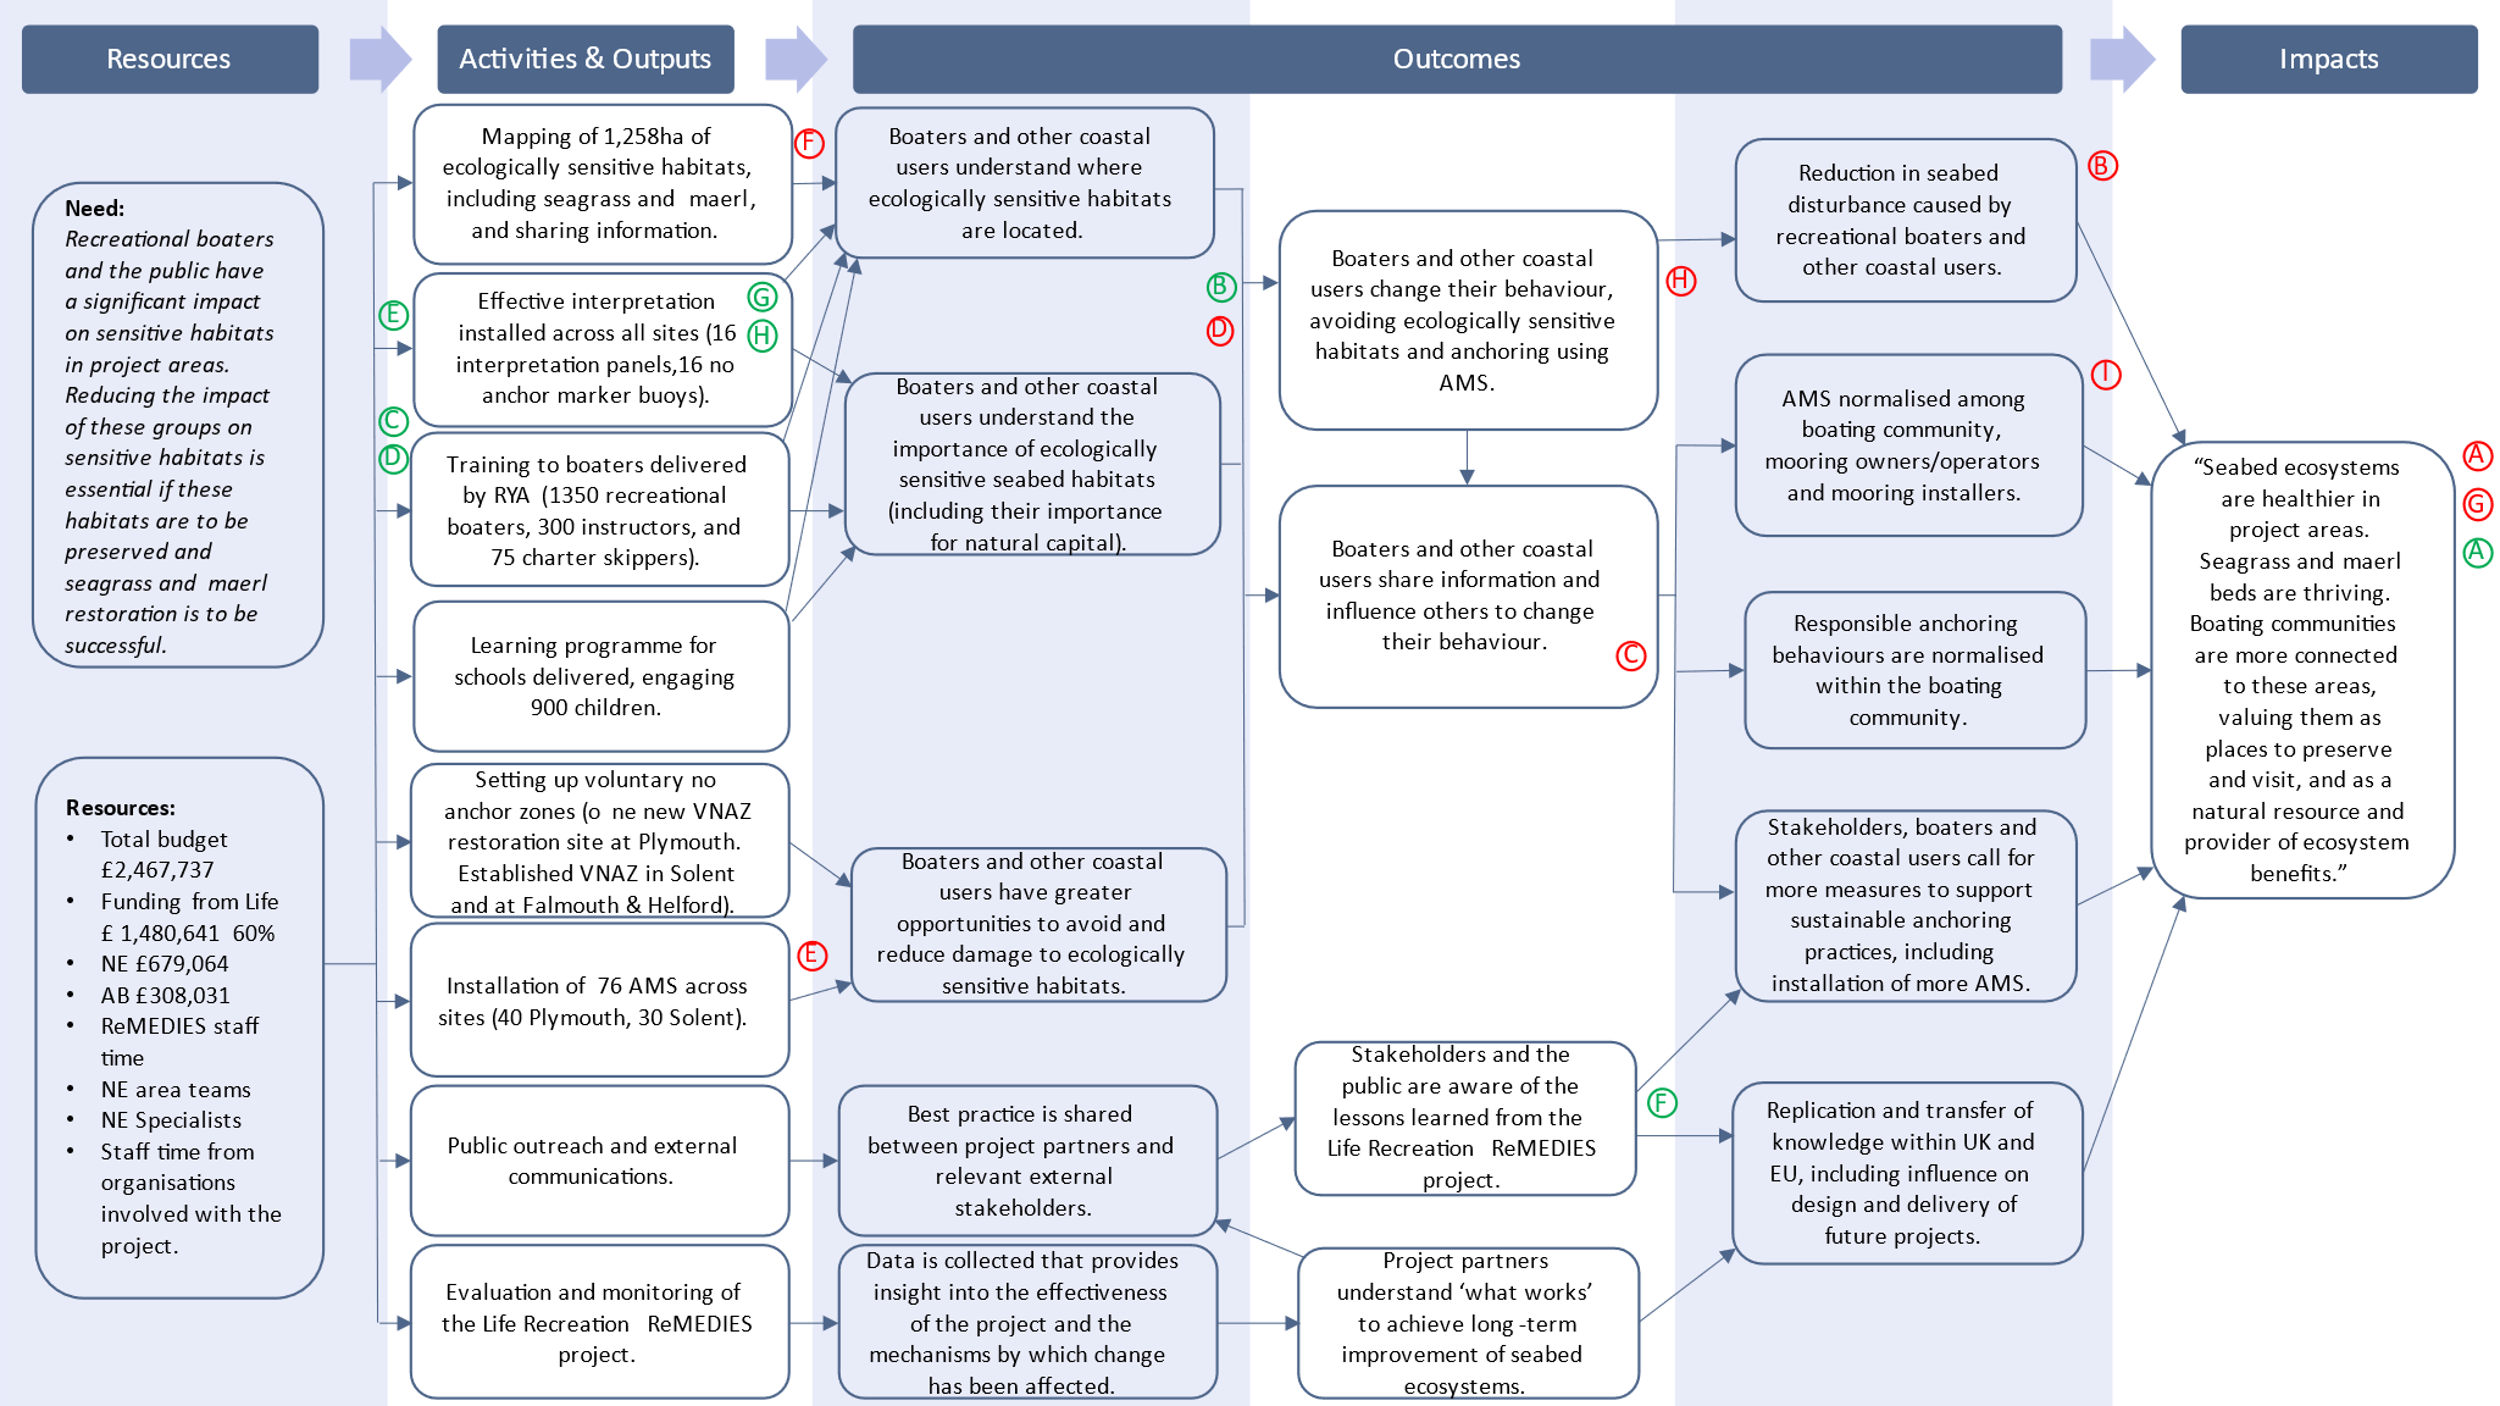 Resources
Activities & Outputs
Outcomes
Impacts
Need:
Recreational boaters
and the public have
a significant impact
on sensitive habitats
in project areas.
Reducing the impact
of these groups on
sensitive habitats is
essential if these
habitats are to be
preserved and
seagrass and maerl
restoration is to be
successful.
Resources:
• Total budget
£2,467,737
• Funding from Life
£ 1,480,641 60%
• NE £679,064
• AB £308,031
• ReMEDIES staff
time
• NE area teams
• NE Specialists
• Staff time from
organisations
involved with the
project.
E
C
D
Mapping of 1,258ha of
ecologically sensitive habitats,
including seagrass and maerl,
and sharing information.
F
Effective interpretation
installed across all sites (16
interpretation panels,16 no
anchor marker buoys).
G
H
Training to boaters delivered
by RYA (1350 recreational
boaters, 300 instructors, and
75 charter skippers).
Learning programme for
schools delivered, engaging
900 children.
Setting up voluntary no
anchor zones (o ne new VNAZ
restoration site at Plymouth.
Established VNAZ in Solent
and at Falmouth & Helford).
Installation of 76 AMS across
sites (40 Plymouth, 30 Solent).
E
Public outreach and external
communications.
Evaluation and monitoring of
the Life Recreation ReMEDIES
project.
Boaters and other coastal
users understand where
ecologically sensitive habitats
are located.
B
D
Boaters and other coastal
users understand the
importance of ecologically
sensitive seabed habitats
(including their importance
for natural capital).
Boaters and other coastal
users have greater
opportunities to avoid and
reduce damage to ecologically
sensitive habitats.
Best practice is shared
between project partners and
relevant external
stakeholders.
Data is collected that provides
insight into the effectiveness
of the project and the
mechanisms by which change
has been affected.
Boaters and other coastal
users change their behaviour,
avoiding ecologically sensitive
habitats and anchoring using
AMS.
H
Boaters and other coastal
users share information and
influence others to change
their behaviour.
C
Stakeholders and the
public are aware of the
lessons learned from the
Life Recreation ReMEDIES
project.
F
Project partners
understand ‘what works’
to achieve long -term
improvement of seabed
ecosystems.
Reduction in seabed
disturbance caused by
recreational boaters and
other coastal users.
B
AMS normalised among
boating community,
mooring owners/operators
and mooring installers.
I
Responsible anchoring
behaviours are normalised
within the boating
community.
Stakeholders, boaters and
other coastal users call for
more measures to support
sustainable anchoring
practices, including
installation of more AMS.
Replication and transfer of
knowledge within UK and
EU, including influence on
design and delivery of
future projects.
“Seabed ecosystems
are healthier in
project areas.
Seagrass and maerl
beds are thriving.
Boating communities
are more connected
to these areas,
valuing them as
places to preserve
and visit, and as a
natural resource and
provider of ecosystem
benefits.”
A
G
A